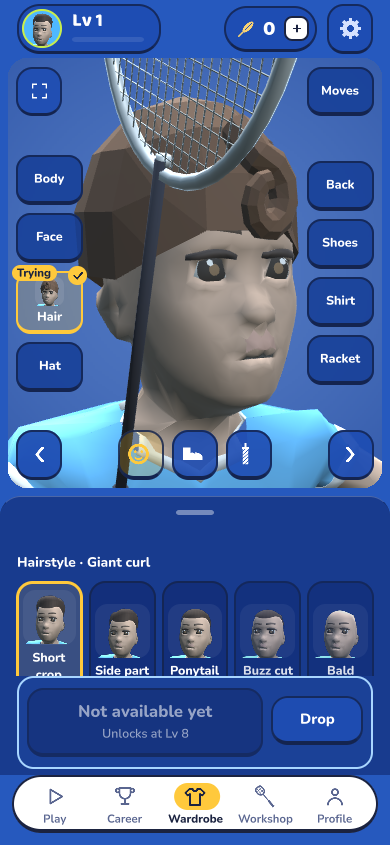 Lv 1
0
+
Moves
Body
Back
Face
Shoes
Trying
Hair
Shirt
Hat
Racket
Hairstyle · Giant curl
Short
crop
Side part
Ponytail
Buzz cut
Bald
Not available yet
Unlocks at Lv 8
Drop
Play
Career
Wardrobe
Workshop
Profile